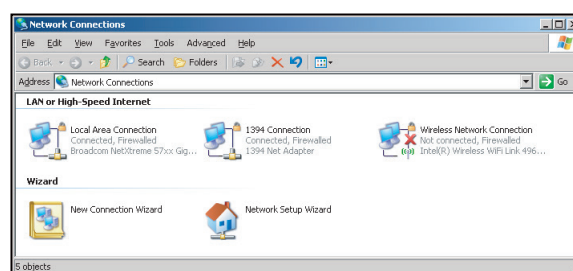 Network Connections
File Edit View Favorites Tools Advanced Help
Back Search Folders
Address Network Connections Go
LAN or High-Speed Internet
Local Area Connection
Connected, Firewalled
Broadcom NetXtreme 57xx Gig...
1394 Connection
Connected, Firewalled
1394 Net Adapter
Wireless Network Connection
Not connected, Firewalled
Intel(R) Wireless WiFi Link 496...
Wizard
New Connection Wizard
Network Setup Wizard
5 objects